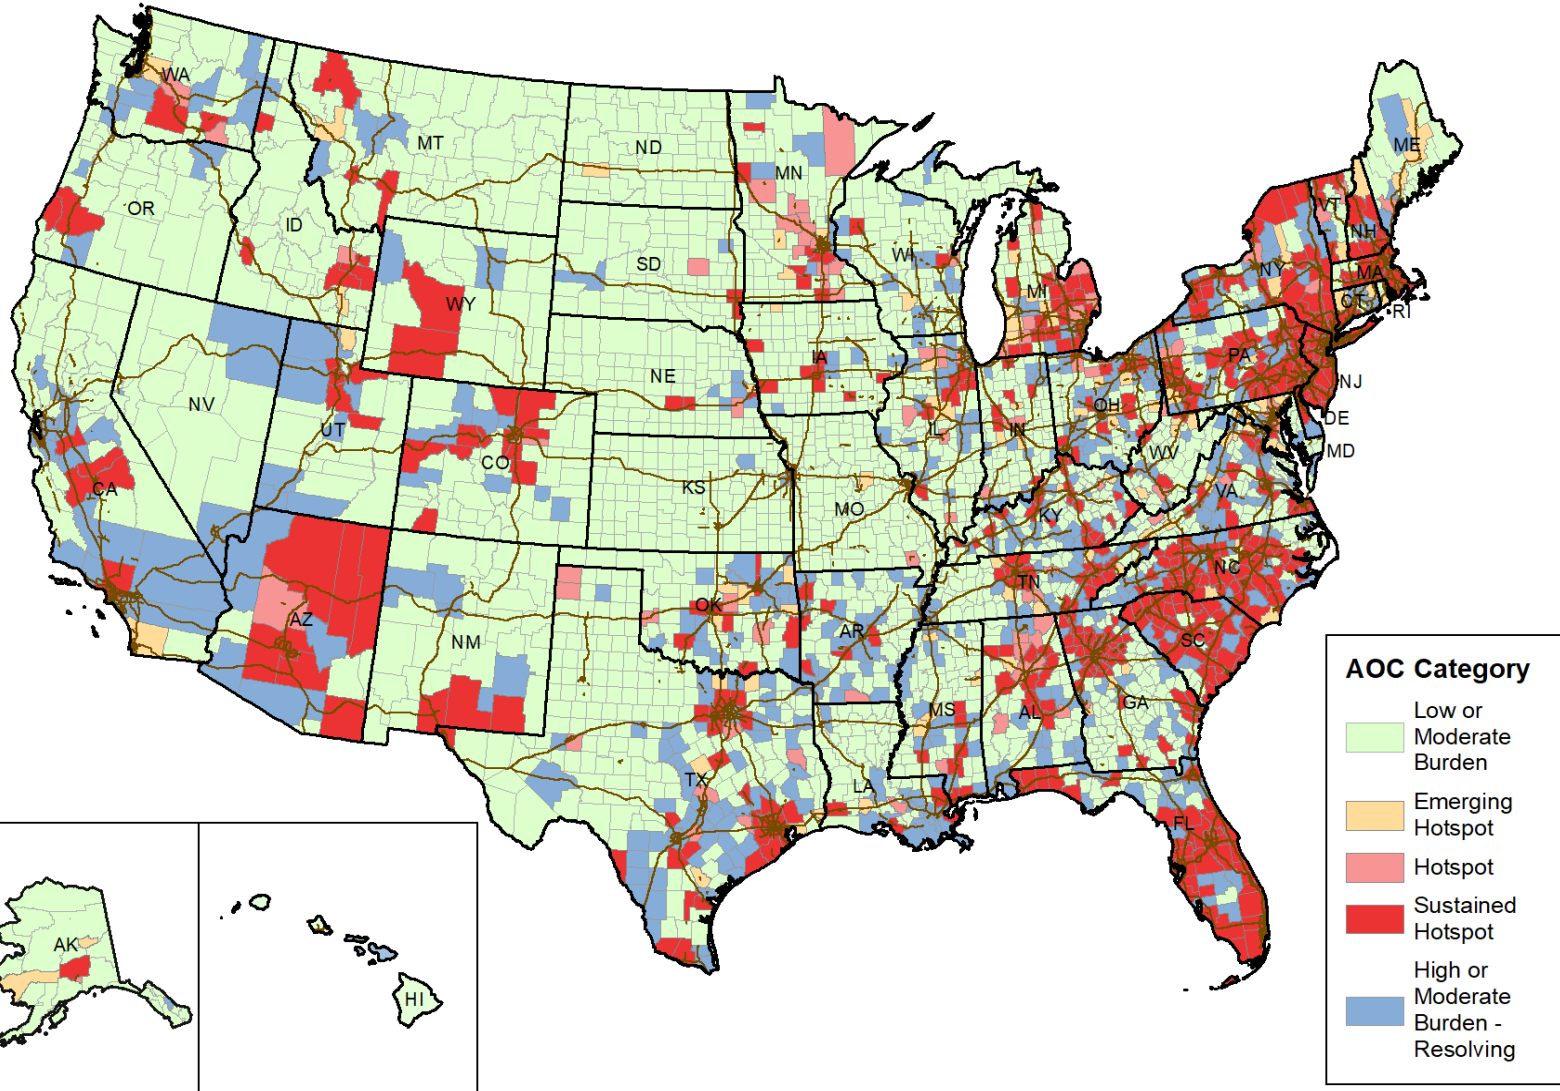 WA
MT
ND
MN
ME
OR
ID
VT
NH
SD
WI
NY
MA
WY
MI
CT
RI
IA
PA
NE
NJ
NV
OH
DE
UT
IL
IN
CO
WV
MD
CA
KS
MO
VA
KY
NC
TN
AZ
OK
AR
NM
SC
MS
AL
GA
TX
LA
FL
AK
HI
AOC Category
Low or
Moderate
Burden
Emerging
Hotspot
Hotspot
Sustained
Hotspot
High or
Moderate
Burden -
Resolving